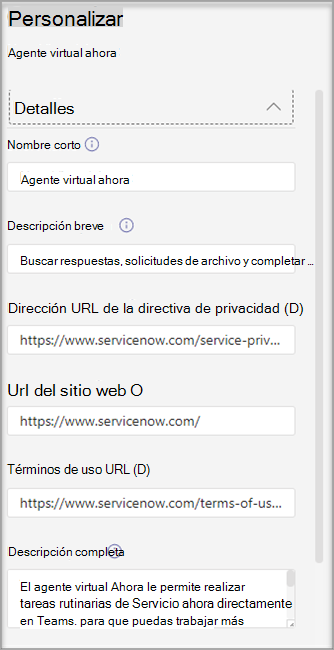 Personalizar
Agente virtual ahora
Detalles
Nombre corto
Agente virtual ahora
Descripción breve
Buscar respuestas, solicitudes de archivo y completar ...
Dirección URL de la directiva de privacidad (D)
https://www.servicenow.com/service-priv...
Url del sitio web O
https://www.servicenow.com/
Términos de uso URL (D)
https://www.servicenow.com/terms-of-us...
Descripción completa
El agente virtual Ahora le permite realizar
tareas rutinarias de Servicio ahora directamente
en Teams. para que puedas trabajar más